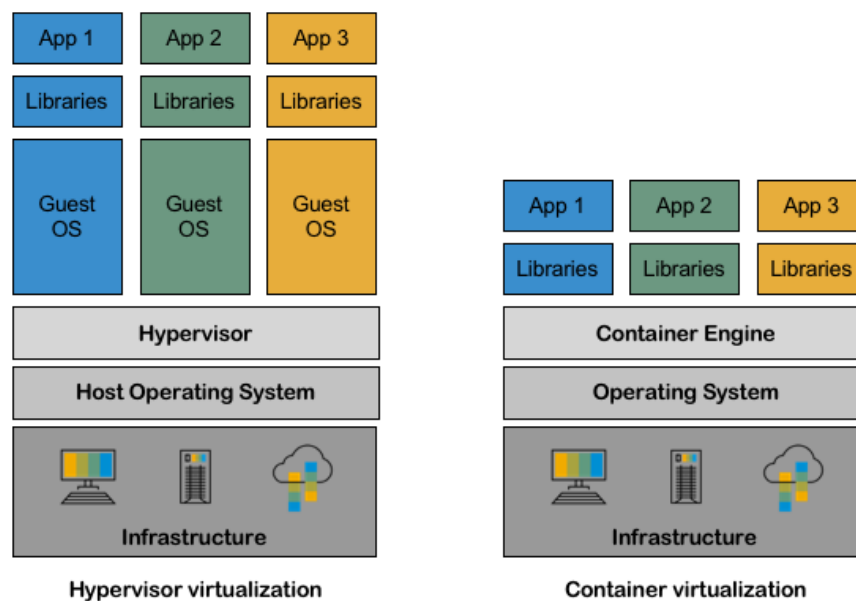 App 1
App 2
App 3
Libraries
Libraries
Libraries
Guest
OS
Guest
OS
Guest
OS
Hypervisor
Host Operating System
Infrastructure
Hypervisor virtualization
App 1
App 2
App 3
Libraries
Libraries
Libraries
Container Engine
Operating System
Infrastructure
Container virtualization